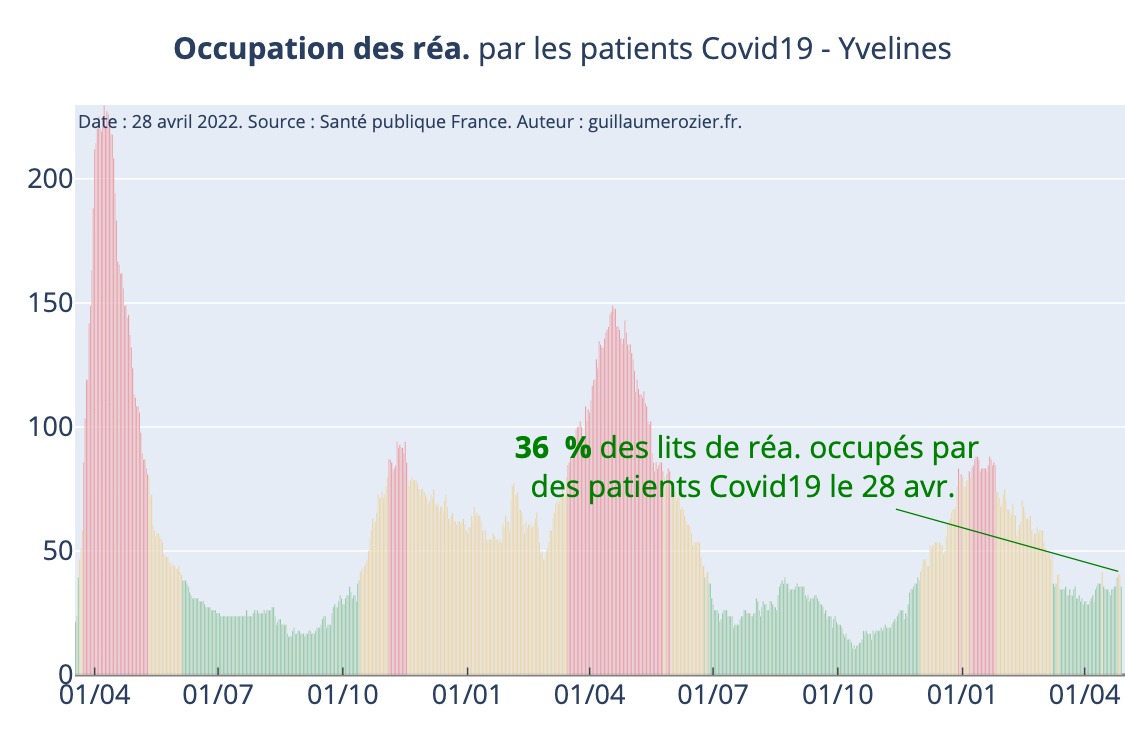 Occupation des réa. par les patients Covid19 - Yvelines
Date : 28 avril 2022. Source : Santé publique France. Auteur : guillaumerozier.fr.
200
150
100
50
0
36 % des lits de réa. occupés par
des patients Covid19 le 28 avr.
01/04 01/07 01/10 01/01 01/04 01/07 01/10 01/01 01/04